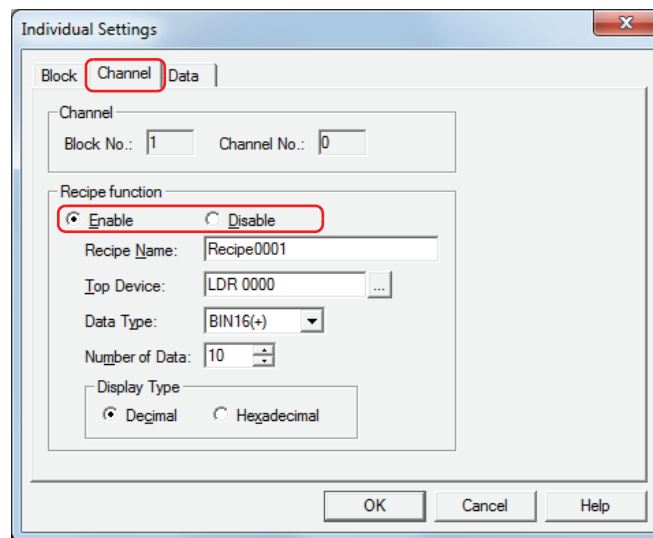 Individual Settings
Block Channel Data
Channel
Block No.: 1 Channel No.: 0
Recipe function
Enable Disable
Recipe Name: Recipe0001
Top Device: LDR 0000 ...
Data Type: BIN16(+)
Number of Data: 10
Display Type
Decimal Hexadecimal
OK Cancel Help